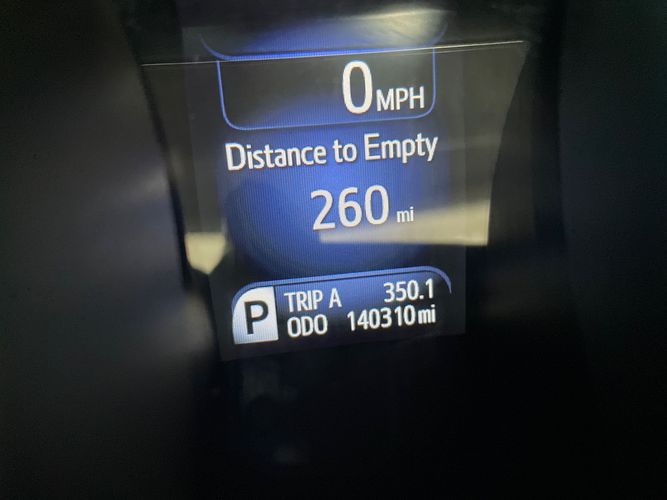 0 MPH
Distance to Empty
260 mi
P
TRIP A 350.1
ODO 140310 mi